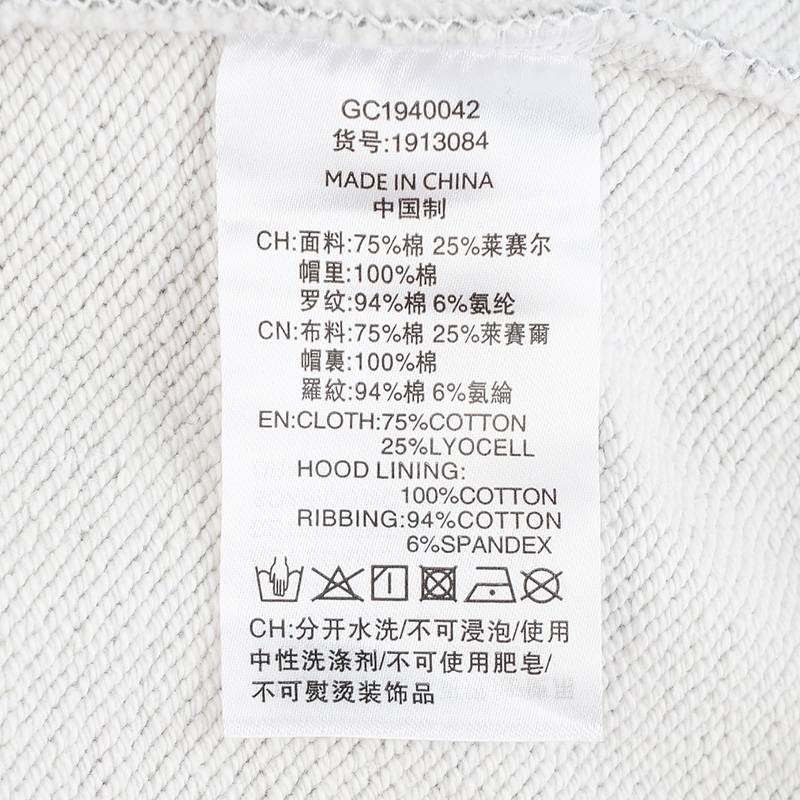 GC1940042
货号:1913084
MADE IN CHINA
中国制
CH:面料:75%棉 25%莱赛尔
帽里:100%棉
罗纹:94%棉 6%氨纶
CN:布料:75%棉 25%萊賽爾
帽裏:100%棉
羅紋:94%棉 6%氨綸
EN:CLOTH:75%COTTON
25%LYOCELL
HOOD LINING:
100%COTTON
RIBBING:94%COTTON
6%SPANDEX
CH:分开水洗/不可浸泡/使用
中性洗涤剂/不可使用肥皂/
不可熨烫装饰品